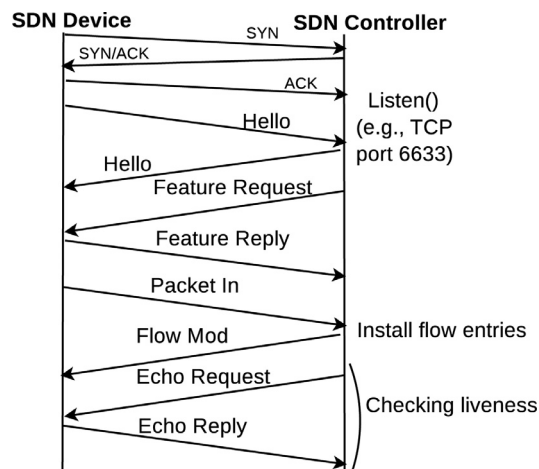 SDN Device
SDN Controller
SYN
SYN/ACK
ACK
Listen()
(e.g., TCP
port 6633)
Hello
Hello
Feature Request
Feature Reply
Packet In
Install flow entries
Flow Mod
Echo Request
Checking liveness
Echo Reply